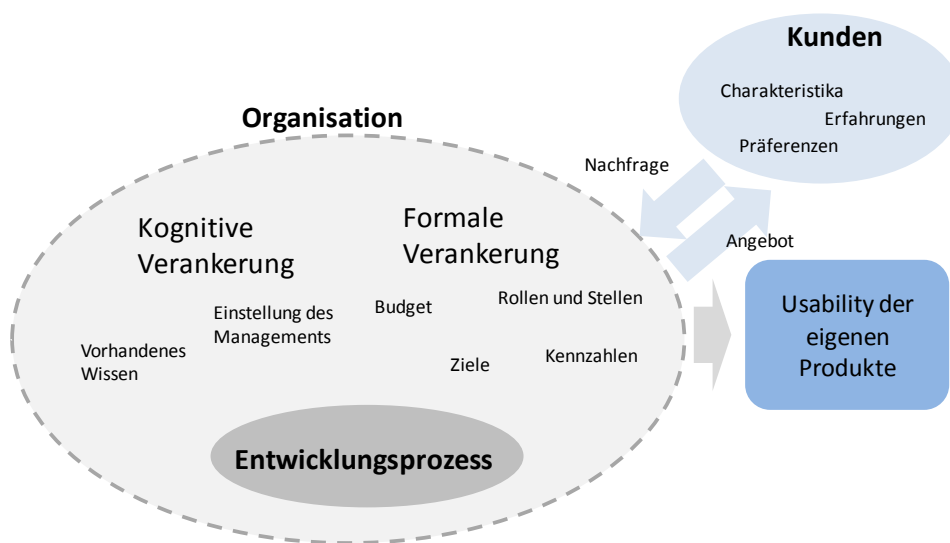 Kunden
Charakteristika
Erfahrungen
Präferenzen
Organisation
Nachfrage
Angebot
Kognitive
Verankerung
Formale
Verankerung
Einstellung des
Managements
Budget
Rollen und Stellen
Vorhandenes
Wissen
Ziele
Kennzahlen
Entwicklungsprozess
Usability der
eigenen
Produkte